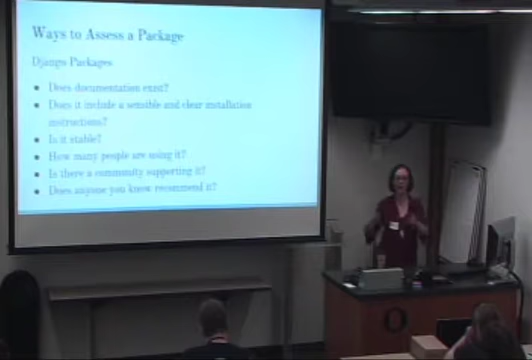 Ways to Assess a Package
Django Packages
Does documentation exist?
Does it include a sensible and clear installation
instructions?
Is it stable?
How many people are using it?
Is there a community supporting it?
Does anyone you know recommend it?
O